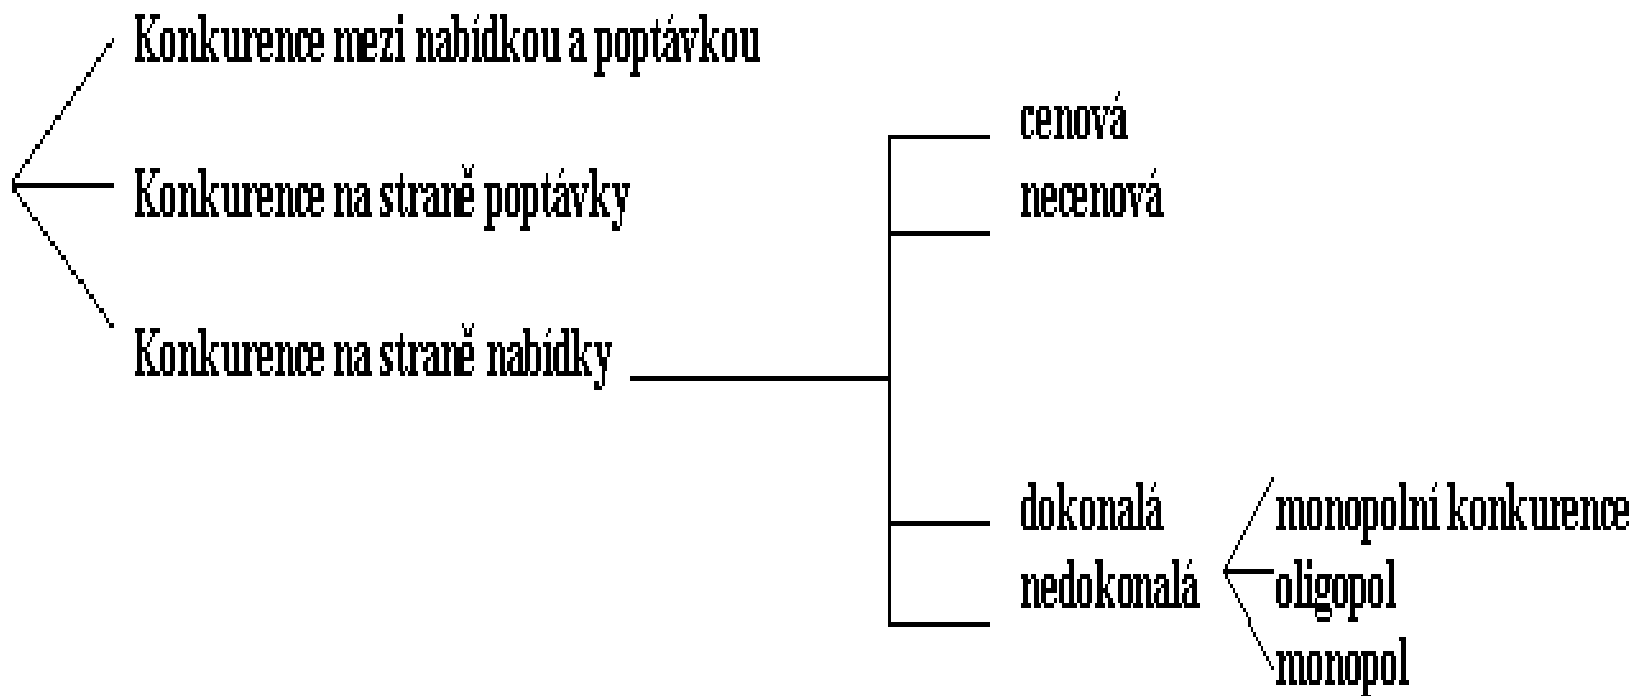 Konkurence mezi nabídkou a poptávkou
cenová
necenová
Konkurence na straně poptávky
Konkurence na straně nabídky
dokonalá
nedokonalá
monopolní konkurence
oligopol
monopol